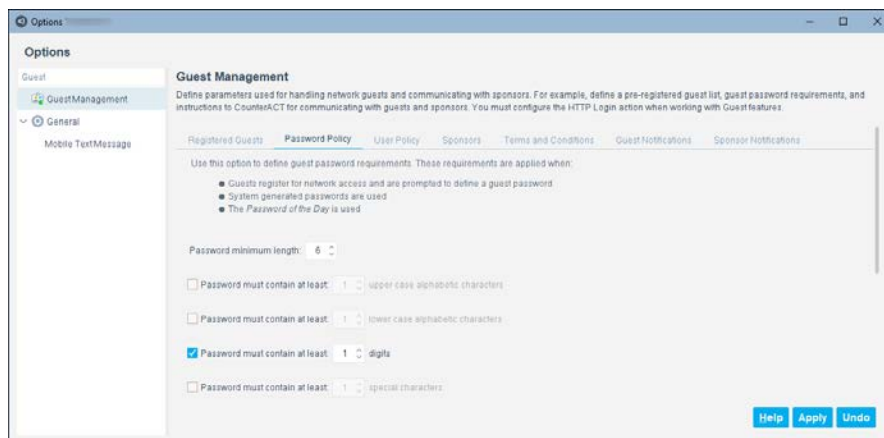 Options
Options
Guest
GuestManagement
General
Mobile TextMessage
Guest Management
Define parameters used for handling network guests and communicating with sponsors. For example, define a pre-registered guest list, guest password requirements, and
instructions to CounterACT for communicating with guests and sponsors. You must configure the HTTP Login action when working with Guest features.
Registered Guests Password Policy User Policy Sponsors Terms and Conditions Guest Notifications Sponsor Notifications
Use this option to define guest password requirements. These requirements are applied when:
Guests register for network access and are prompted to define a guest password
System generated passwords are used
The Password of the Day is used
Password minimum length: 6
Password must contain at least: 1 upper case alphabetic characters
Password must contain at least: 1 lower case alphabetic characters
Password must contain at least: 1 digits
Password must contain at least: 1 special characters
Help Apply Undo